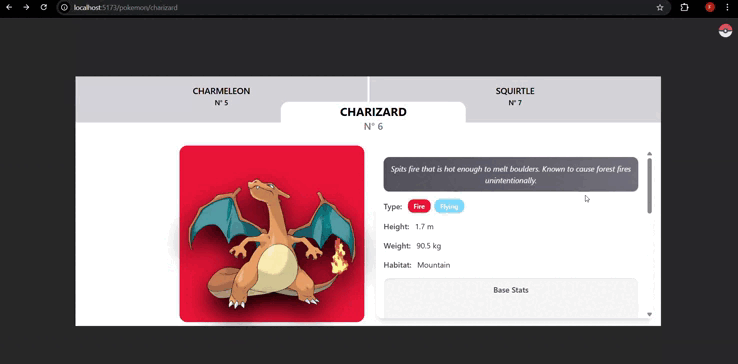 localhost:5173/pokemon/charizard
CHARMELEON
N° 5
SQUIRTLE
N° 7
CHARIZARD
N° 6
Spits fire that is hot enough to melt boulders. Known to cause forest fires
unintentionally.
Type: Fire Flying
Height: 1.7 m
Weight: 90.5 kg
Habitat: Mountain
Base Stats